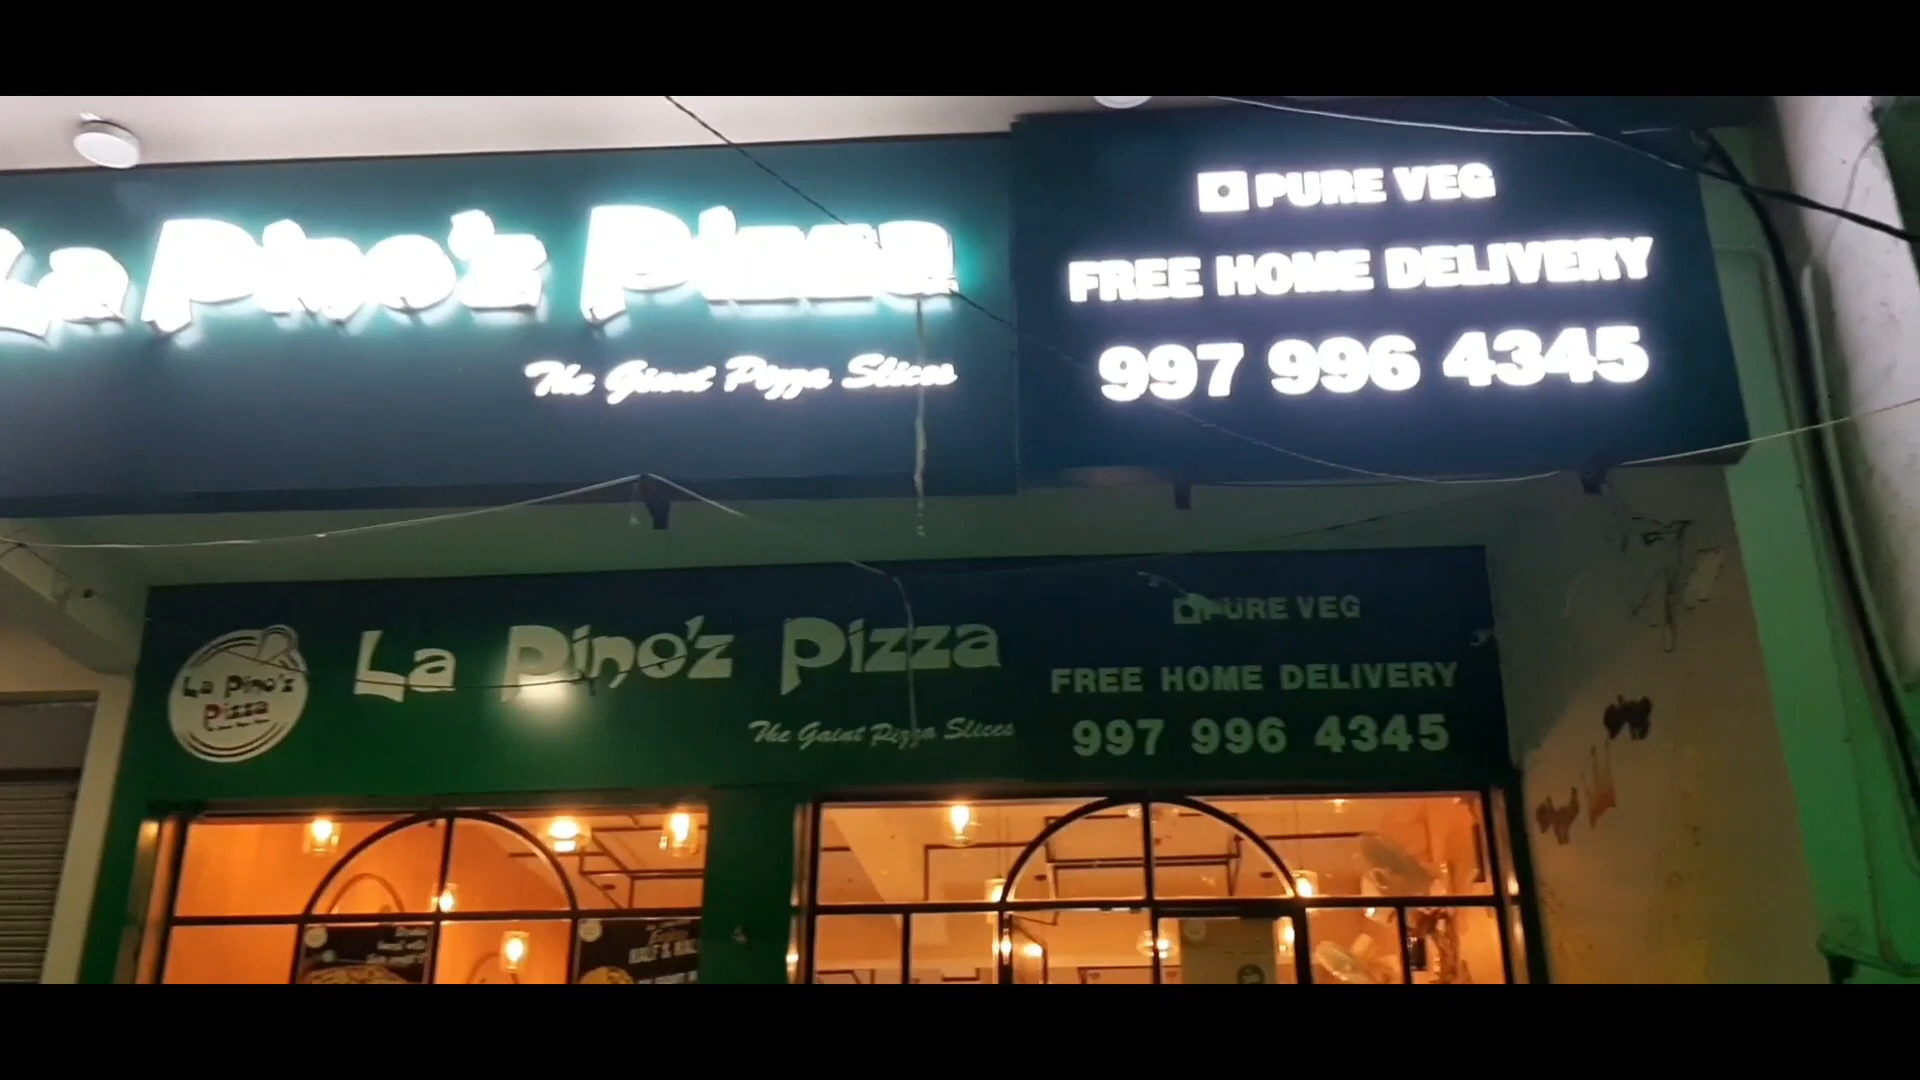 La Pino'z Pizza
The Giant Pizza Slices
PURE VEG
FREE HOME DELIVERY
997 996 4345
La Pino'z
Pizza
La Pino'z Pizza
The Gaint Pizza Slices
PURE VEG
FREE HOME DELIVERY
997 996 4345
HALF &